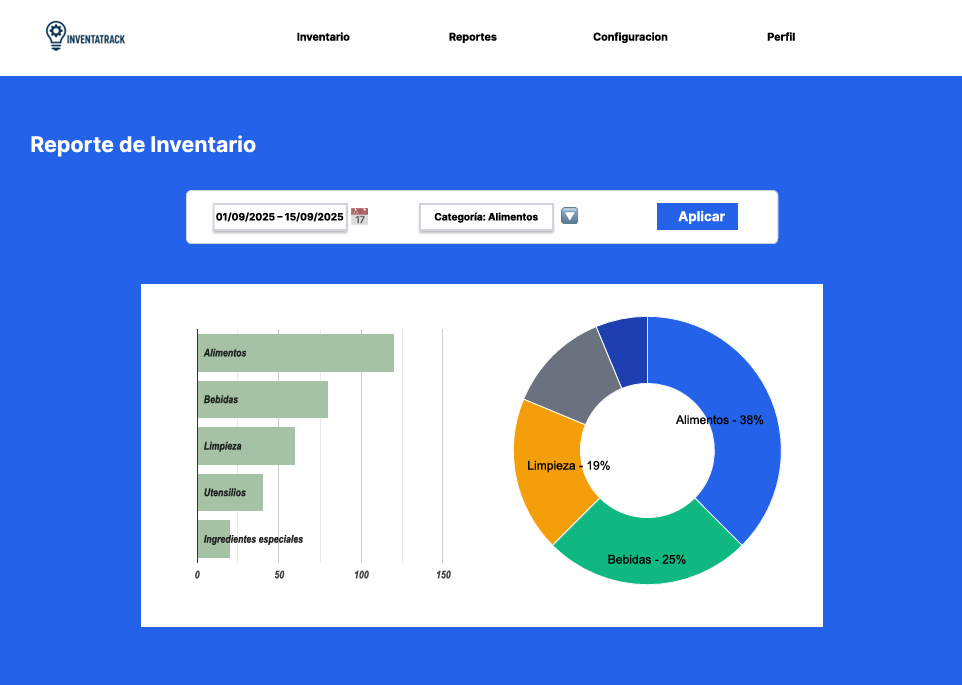 INVENTATRACK
Inventario
Reportes
Configuracion
Perfil
Reporte de Inventario
01/09/2025 – 15/09/2025
17
Categoría: Alimentos
Aplicar
Alimentos
Bebidas
Limpieza
Utensilios
Ingredientes especiales
0 50 100 150
Alimentos - 38%
Limpieza - 19%
Bebidas - 25%